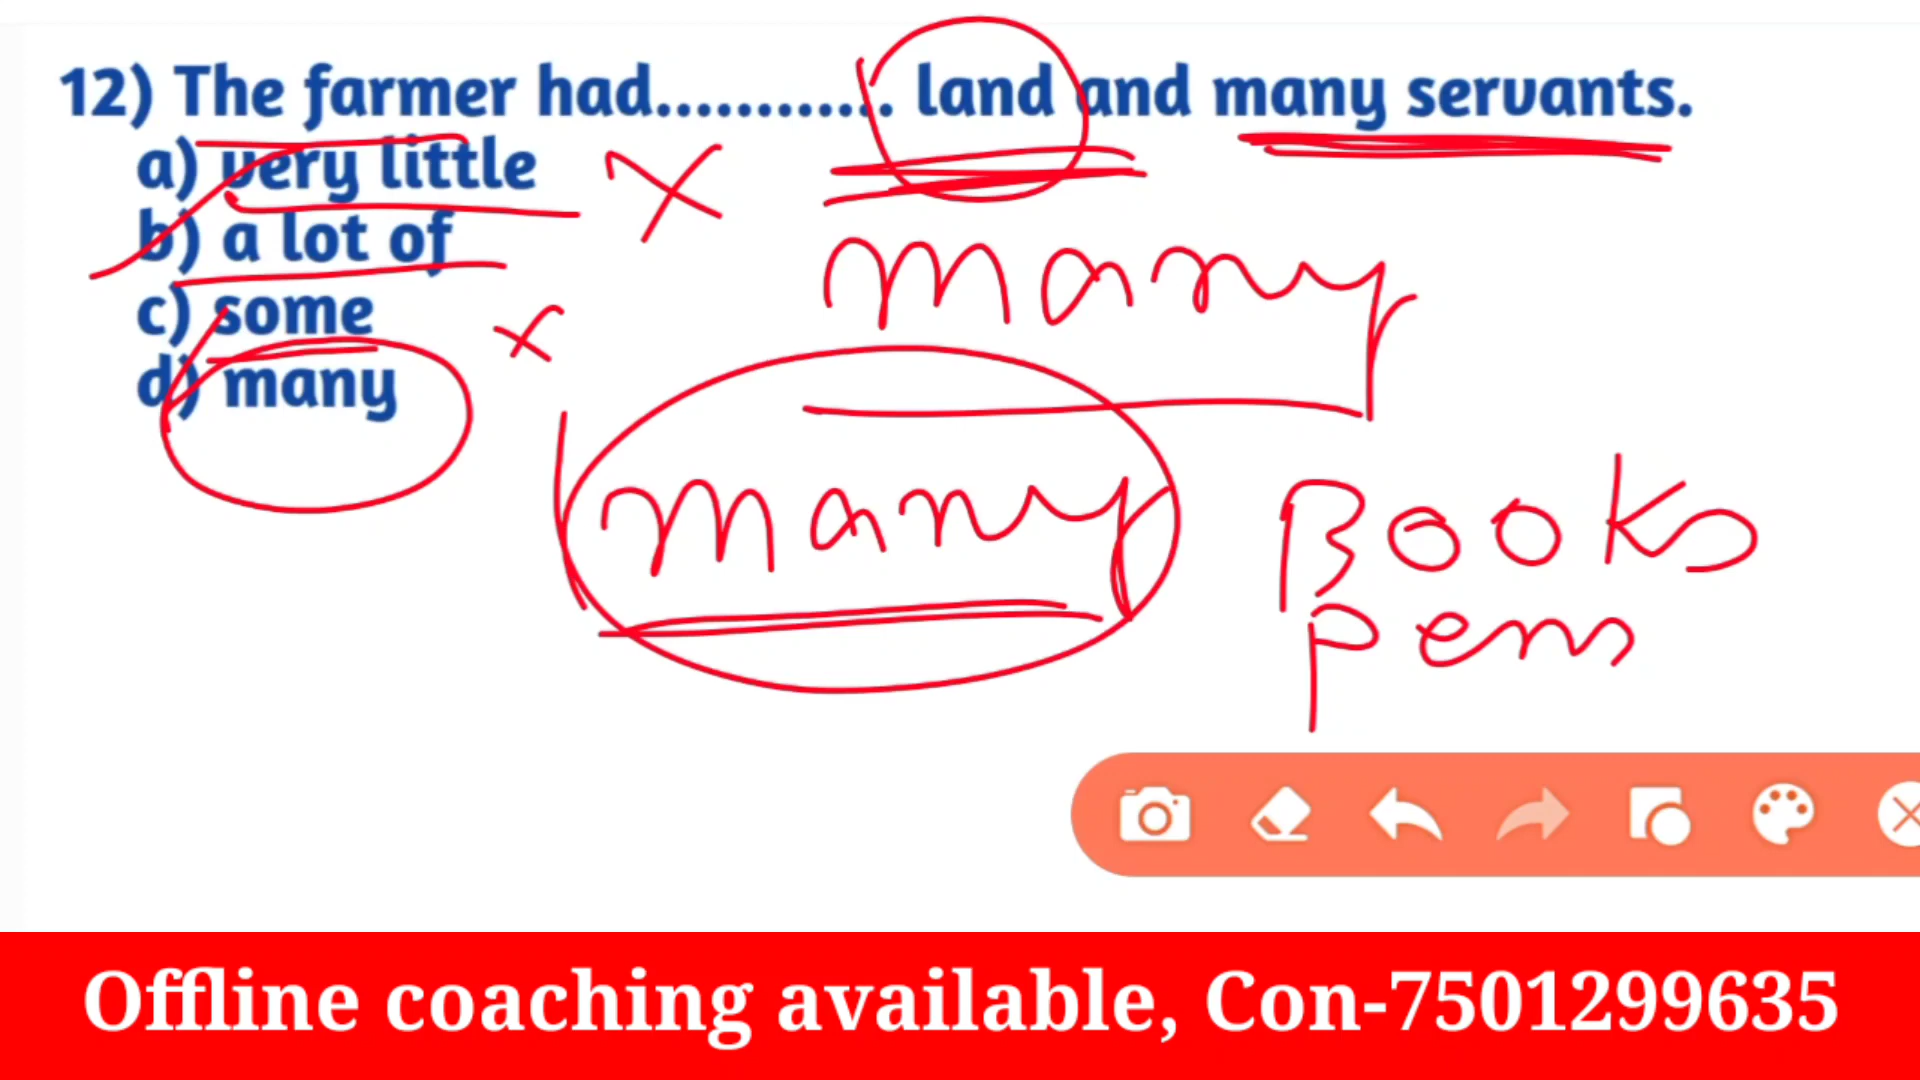 12) The farmer had............ land and many servants.
a) very little
b) a lot of
c) some
d) many
many
many Books
pens
Offline coaching available, Con-7501299635